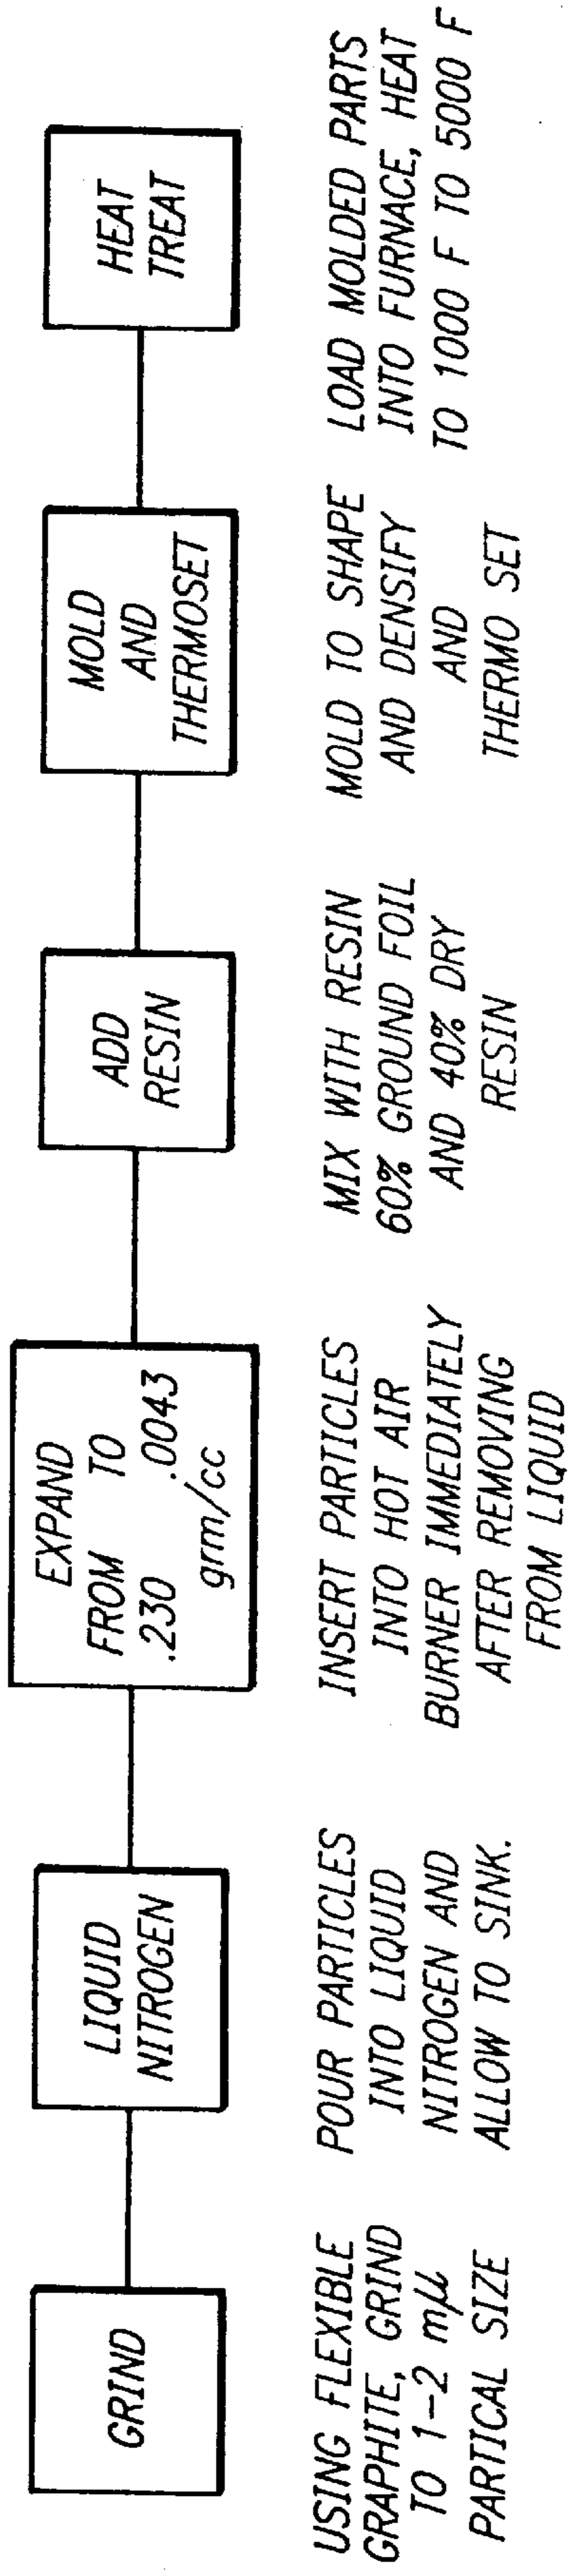 GRIND
USING FLEXIBLE
GRAPHITE, GRIND
TO 1-2 mμ
PARTICAL SIZE
LIQUID
NITROGEN
POUR PARTICLES
INTO LIQUID
NITROGEN AND
ALLOW TO SINK.
EXPAND
FROM TO
.230 .0043
grm/cc
INSERT PARTICLES
INTO HOT AIR
BURNER IMMEDIATELY
AFTER REMOVING
FROM LIQUID
ADD
RESIN
MIX WITH RESIN
60% GROUND FOIL
AND 40% DRY
RESIN
MOLD
AND
THERMOSET
MOLD TO SHAPE
AND DENSIFY
AND
THERMO SET
HEAT
TREAT
LOAD MOLDED PARTS
INTO FURNACE, HEAT
TO 1000 F TO 5000 F